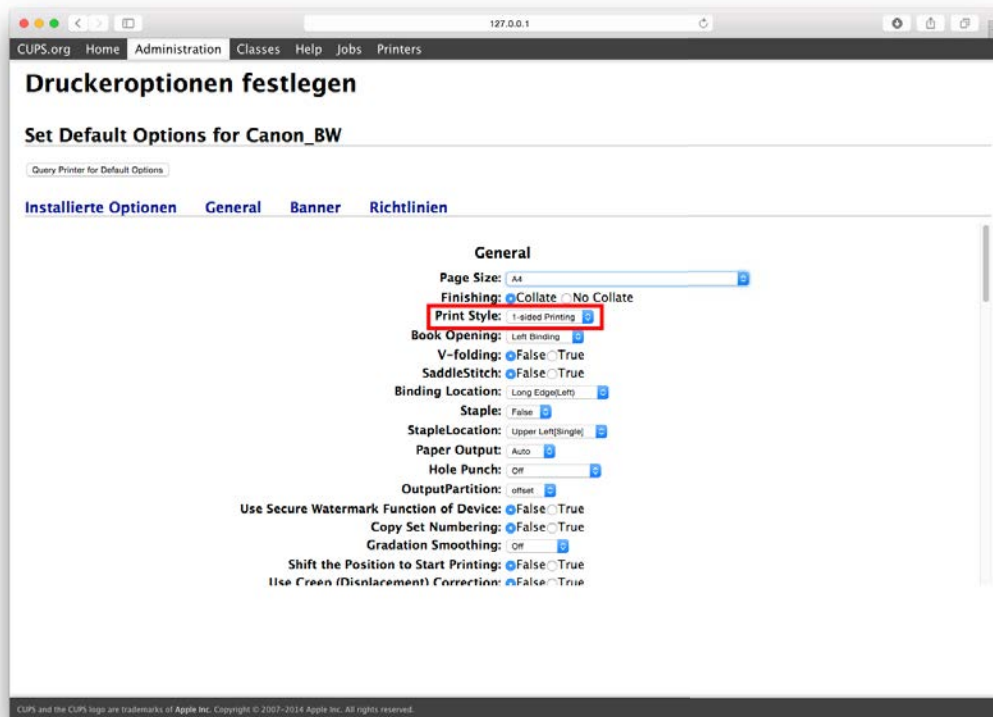 127.0.0.1
CUPS.org Home Administration Classes Help Jobs Printers
Druckeroptionen festlegen
Set Default Options for Canon_BW
Query Printer for Default Options
Installierte Optionen General Banner Richtlinien
General
Page Size: A4
Finishing: Collate No Collate
Print Style: 1-sided Printing
Book Opening: Left Binding
V-folding: False True
SaddleStitch: False True
Binding Location: Long Edge(Left)
Staple: False
StapleLocation: Upper Left[Single]
Paper Output: Auto
Hole Punch: Off
OutputPartition: offset
Use Secure Watermark Function of Device: False True
Copy Set Numbering: False True
Gradation Smoothing: Off
Shift the Position to Start Printing: False True
Use Creep (Displacement) Correction: False True
CUPS and the CUPS logo are trademarks of Apple Inc. Copyright © 2007-2014 Apple Inc. All rights reserved.